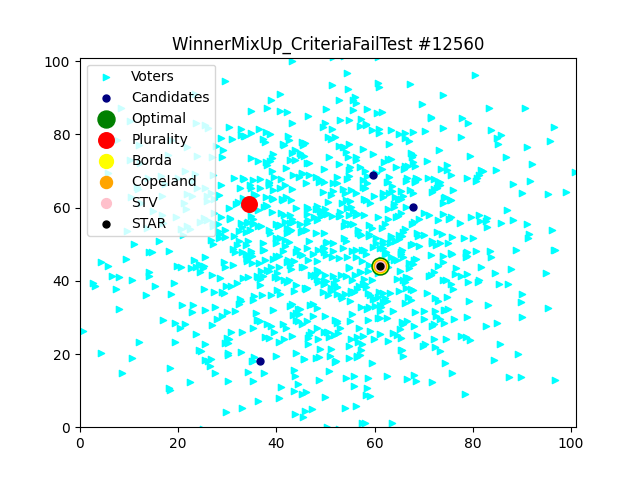 WinnerMixUp_CriteriaFailTest #12560
100
80
60
40
20
0
0
20
40
60
80
100
Voters
Candidates
Optimal
Plurality
Borda
Copeland
STV
STAR